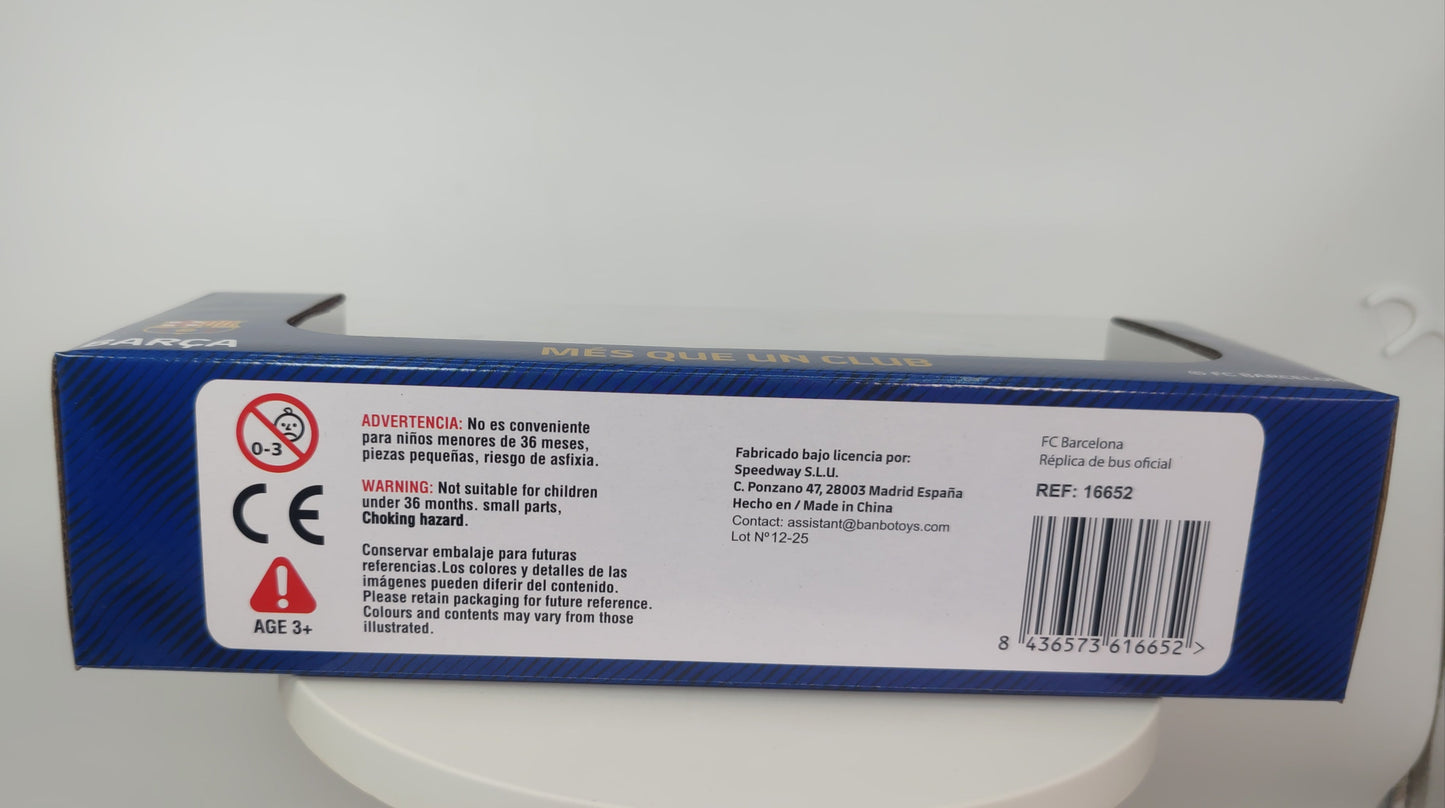 BARÇA
MÉS QUE UN CLUB
© FC BARCELON
0-3
AGE 3+
ADVERTENCIA: No es conveniente
para niños menores de 36 meses,
piezas pequeñas, riesgo de asfixia.
WARNING: Not suitable for children
under 36 months. small parts,
Choking hazard.
Conservar embalaje para futuras
referencias.Los colores y detalles de las
imágenes pueden diferir del contenido.
Please retain packaging for future reference.
Colours and contents may vary from those
illustrated.
Fabricado bajo licencia por:
Speedway S.L.U.
C. Ponzano 47, 28003 Madrid España
Hecho en / Made in China
Contact: assistant@banbotoys.com
Lot Nº 12-25
FC Barcelona
Réplica de bus oficial
REF: 16652
8 436573 616652 >